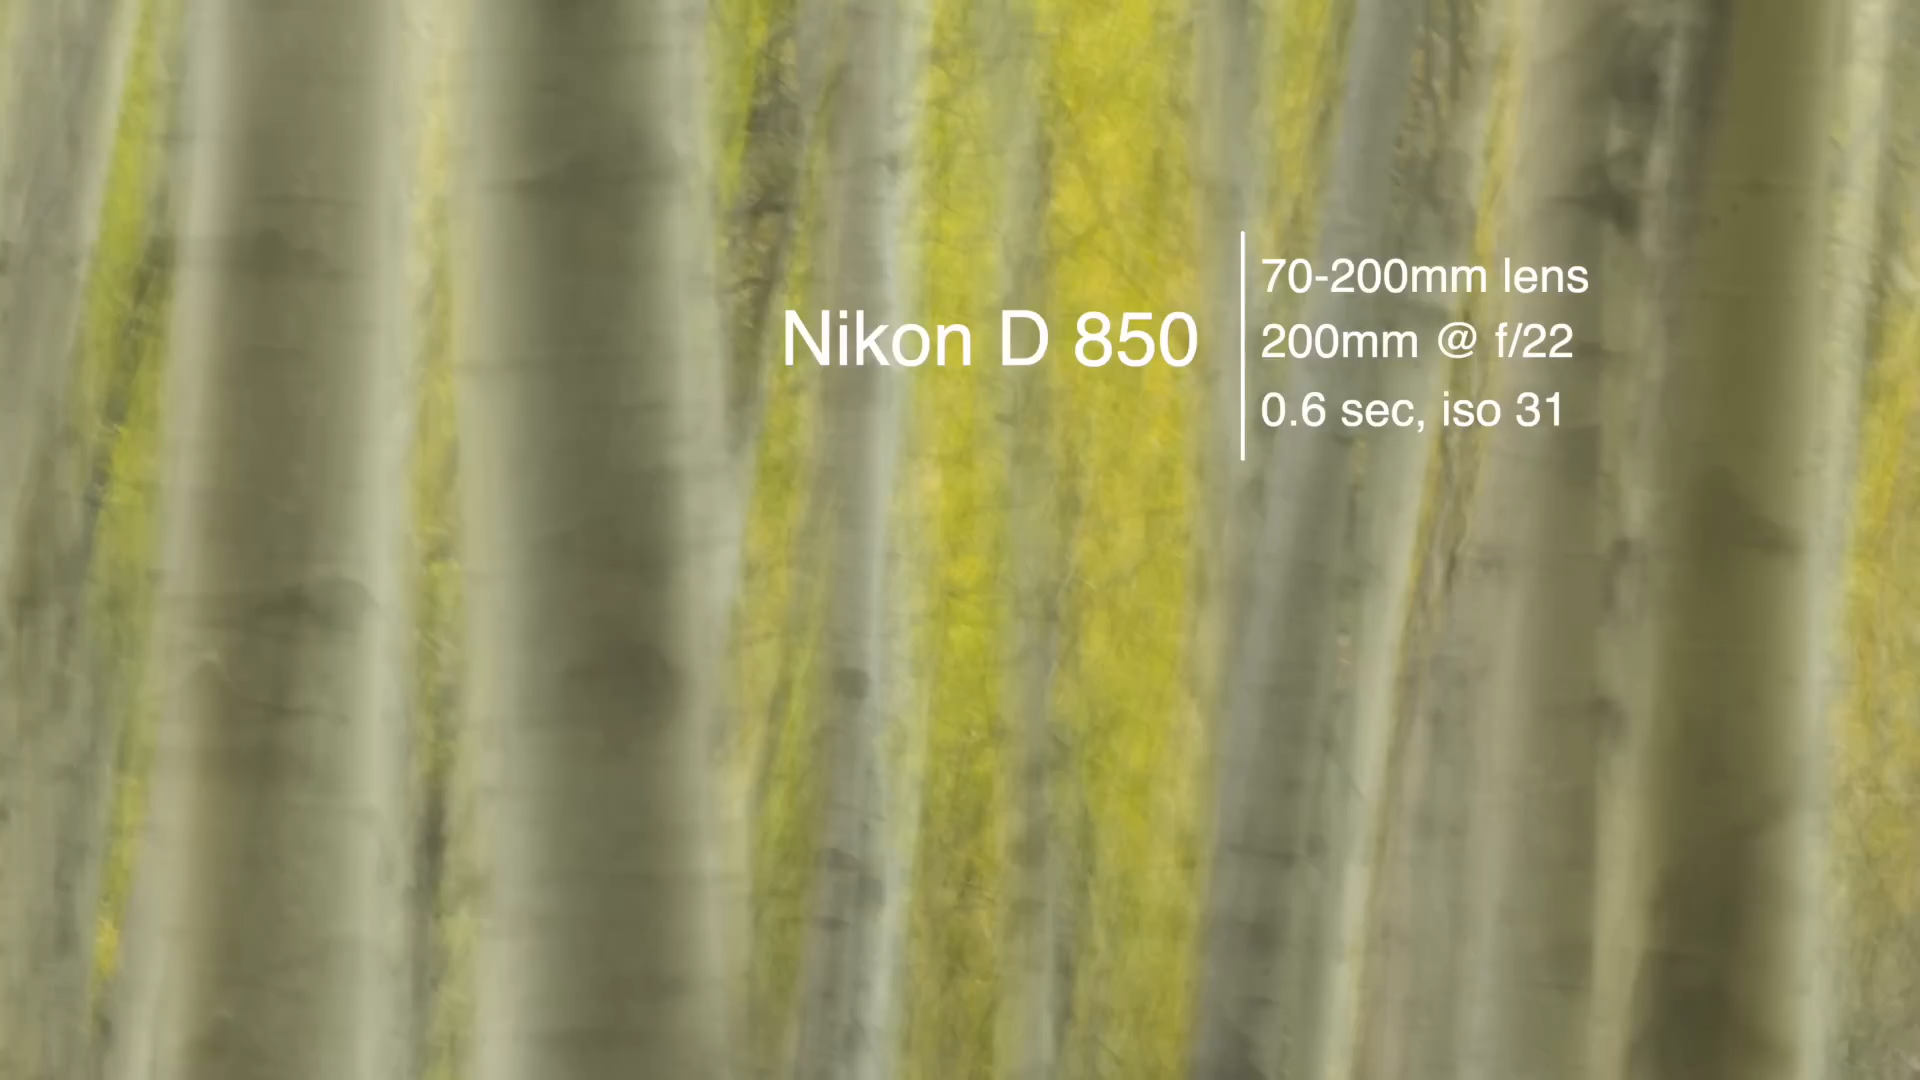 Nikon D 850
70-200mm lens
200mm @ f/22
0.6 sec, iso 31